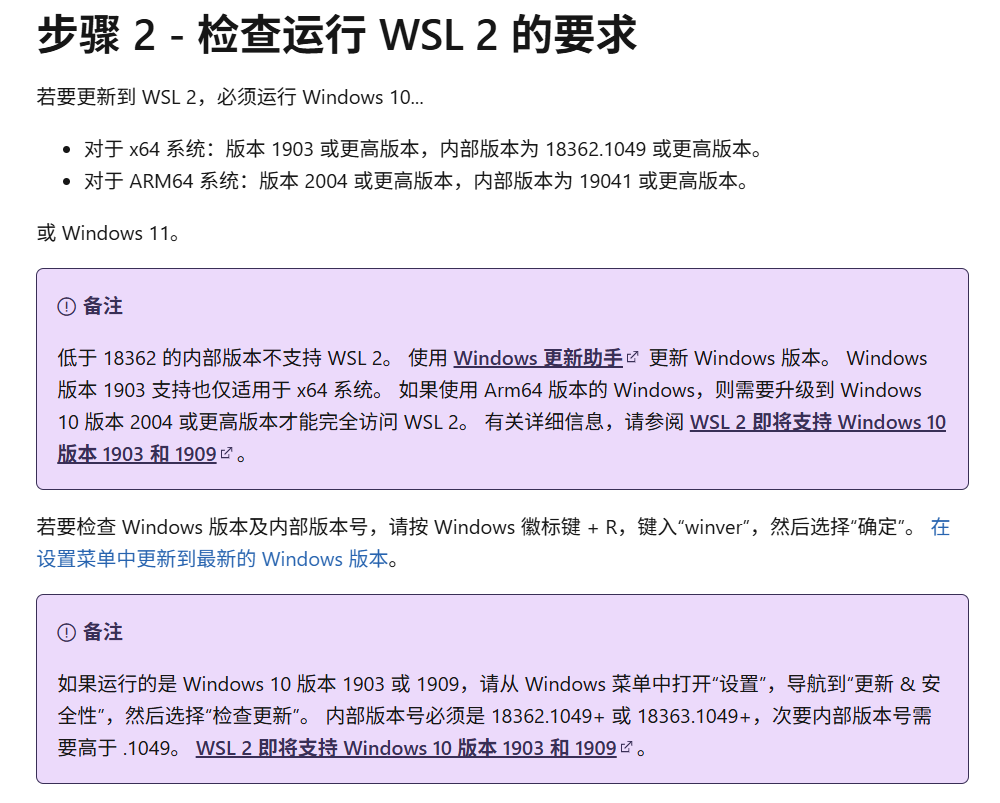 步骤 2 - 检查运行 WSL 2 的要求
若要更新到 WSL 2，必须运行 Windows 10...
• 对于 x64 系统：版本 1903 或更高版本，内部版本为 18362.1049 或更高版本。
• 对于 ARM64 系统：版本 2004 或更高版本，内部版本为 19041 或更高版本。
或 Windows 11。
备注
低于 18362 的内部版本不支持 WSL 2。 使用 Windows 更新助手 更新 Windows 版本。 Windows
版本 1903 支持也仅适用于 x64 系统。 如果使用 Arm64 版本的 Windows，则需要升级到 Windows
10 版本 2004 或更高版本才能完全访问 WSL 2。 有关详细信息，请参阅 WSL 2 即将支持 Windows 10
版本 1903 和 1909 。
若要检查 Windows 版本及内部版本号，请按 Windows 徽标键 + R，键入“winver”，然后选择“确定”。 在
设置菜单中更新到最新的 Windows 版本。
备注
如果运行的是 Windows 10 版本 1903 或 1909，请从 Windows 菜单中打开“设置”，导航到“更新 & 安
全性”，然后选择“检查更新”。 内部版本号必须是 18362.1049+ 或 18363.1049+，次要内部版本号需
要高于 .1049。 WSL 2 即将支持 Windows 10 版本 1903 和 1909 。